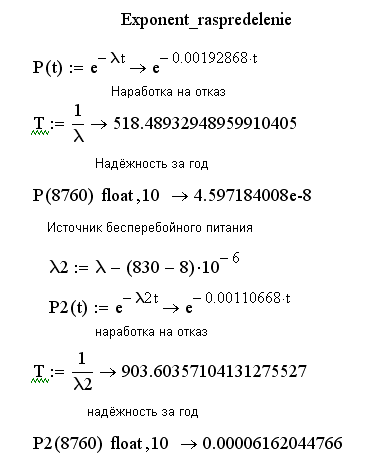 Exponent_raspredelenie
P(t) := e^(−λt) → e^(−0.00192868·t)
Наработка на отказ
T := 1/λ → 518.48932948959910405
Надёжность за год
P(8760) float ,10 → 4.597184008e-8
Источник бесперебойного питания
λ2 := λ − (830 − 8)·10^(−6)
P2(t) := e^(−λ2t) → e^(−0.00110668·t)
наработка на отказ
T := 1/λ2 → 903.60357104131275527
надёжность за год
P2(8760) float ,10 → 0.00006162044766